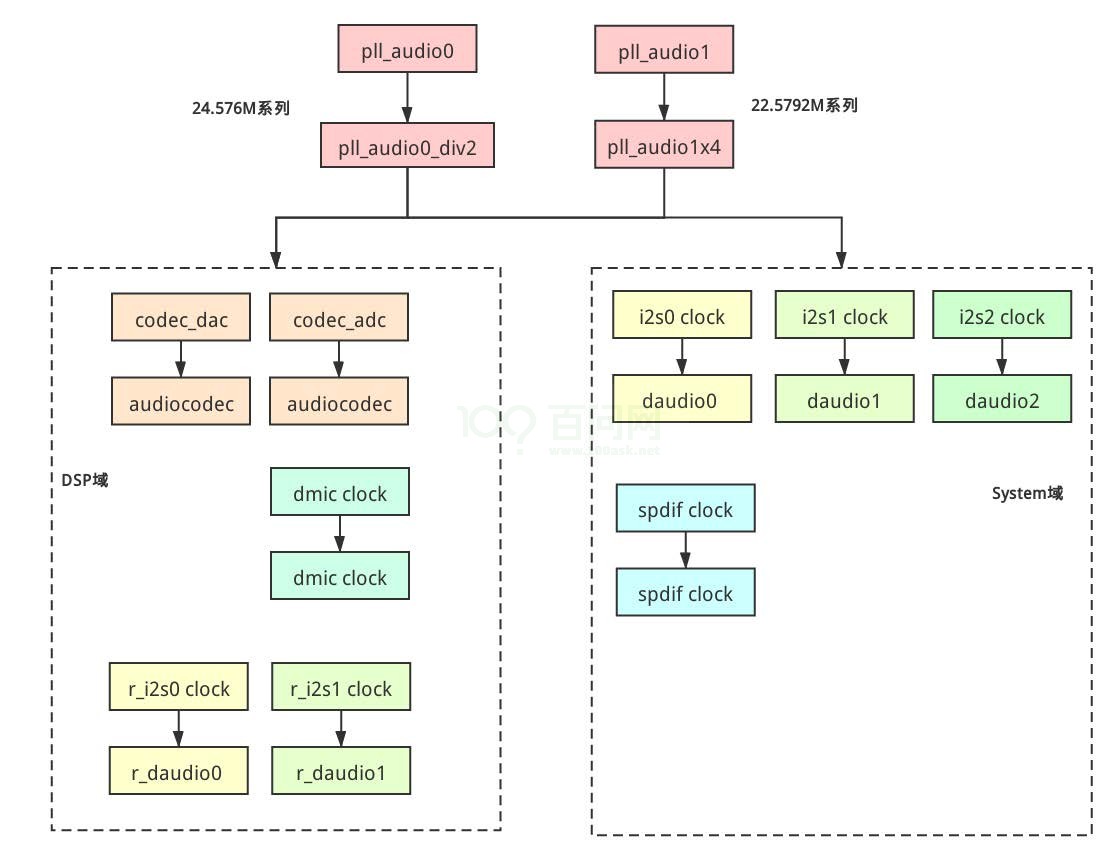 pll_audio0
pll_audio1
24.576M系列
22.5792M系列
pll_audio0_div2
pll_audio1x4
codec_dac
codec_adc
audiocodec
audiocodec
DSP域
dmic clock
dmic clock
r_i2s0 clock
r_i2s1 clock
r_daudio0
r_daudio1
i2s0 clock
i2s1 clock
i2s2 clock
daudio0
daudio1
daudio2
System域
spdif clock
spdif clock
100? 百问网
www.100ask.net